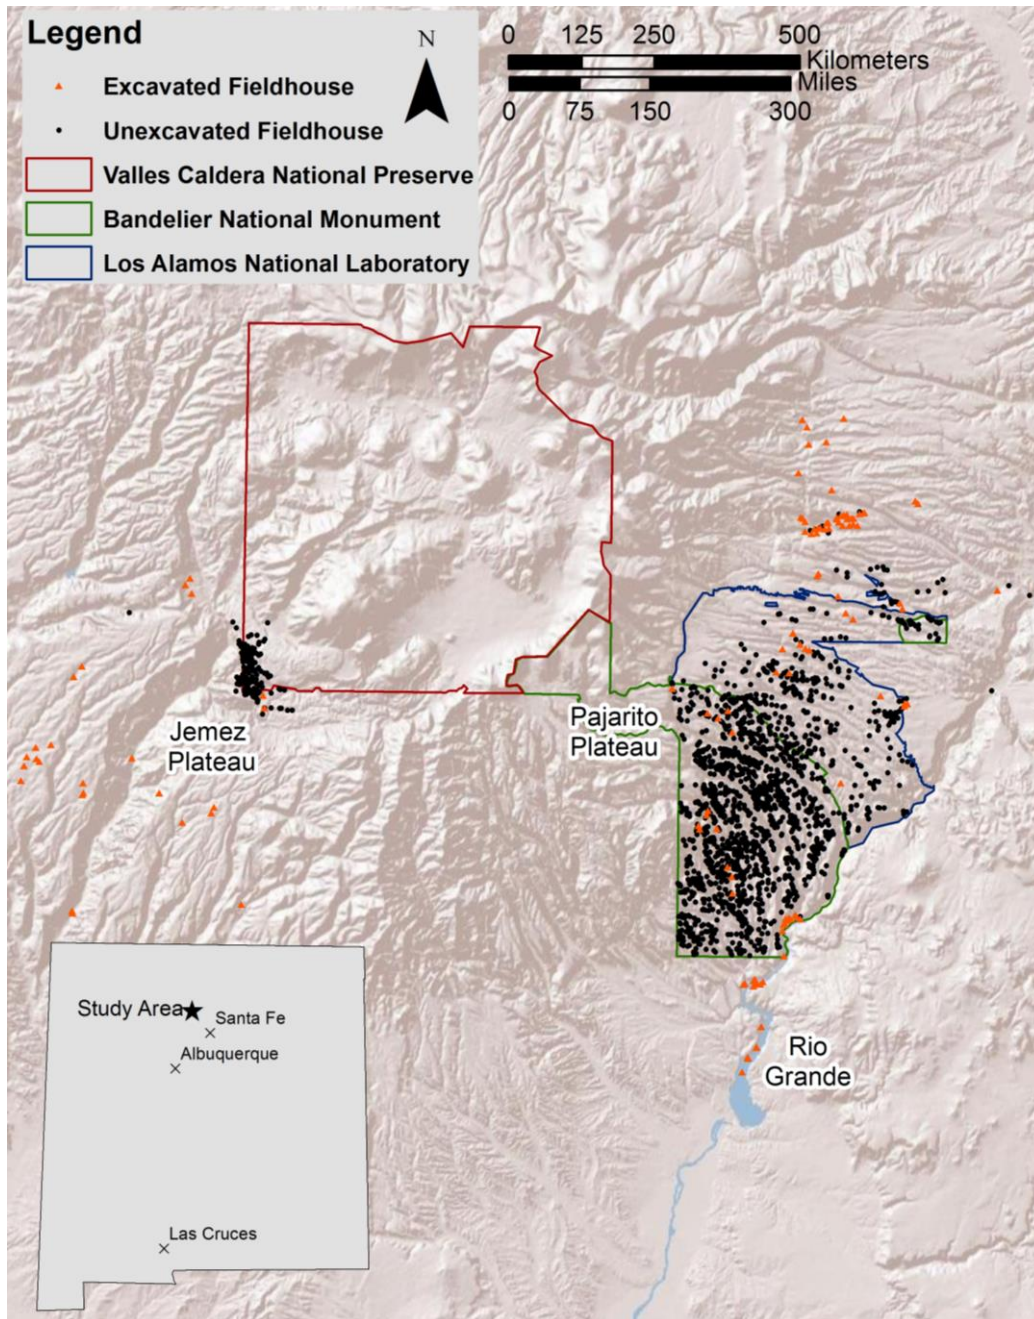 Legend
Excavated Fieldhouse
Unexcavated Fieldhouse
Valles Caldera National Preserve
Bandelier National Monument
Los Alamos National Laboratory
N
0 125 250 500
Kilometers
Miles
0 75 150 300
Jemez
Plateau
Pajarito
Plateau
Rio
Grande
Study Area
Santa Fe
Albuquerque
Las Cruces